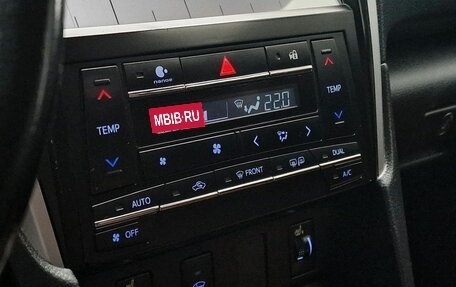 nanoe
TEMP
22.0
TEMP
MBIB.RU
AUTO
FRONT
DUAL
OFF
A/C